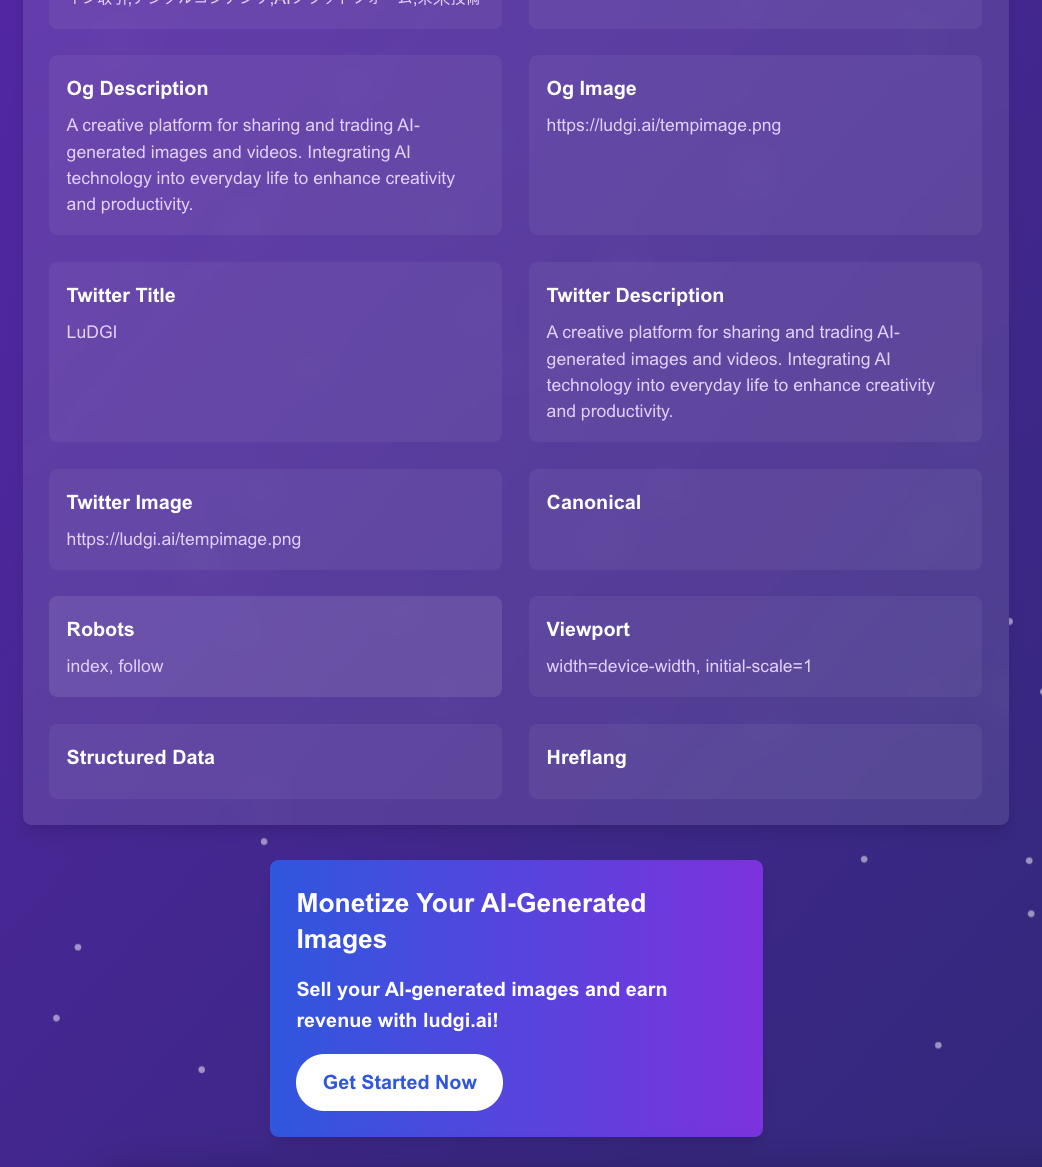 Og Description
A creative platform for sharing and trading AI-
generated images and videos. Integrating AI
technology into everyday life to enhance creativity
and productivity.
Og Image
https://ludgi.ai/tempimage.png
Twitter Title
LuDGI
Twitter Description
A creative platform for sharing and trading AI-
generated images and videos. Integrating AI
technology into everyday life to enhance creativity
and productivity.
Twitter Image
https://ludgi.ai/tempimage.png
Canonical
Robots
index, follow
Viewport
width=device-width, initial-scale=1
Structured Data
Hreflang
Monetize Your AI-Generated
Images
Sell your AI-generated images and earn
revenue with ludgi.ai!
Get Started Now